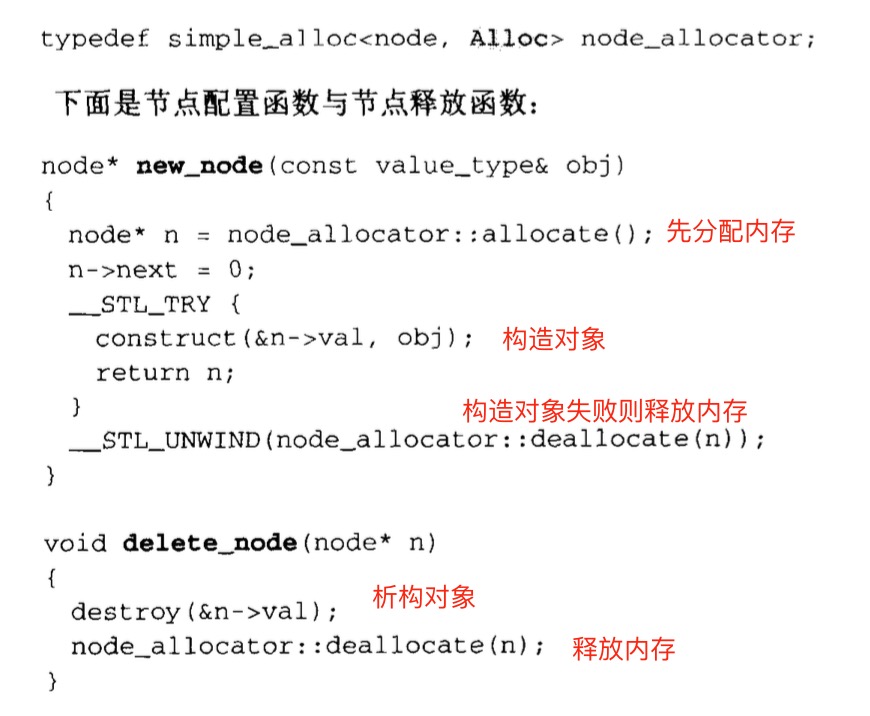 typedef simple_alloc<node, Alloc> node_allocator;
下面是节点配置函数与节点释放函数：
node* new_node(const value_type& obj)
{
node* n = node_allocator::allocate(); 先分配内存
n->next = 0;
__STL_TRY {
construct(&n->val, obj); 构造对象
return n;
}
构造对象失败则释放内存
__STL_UNWIND(node_allocator::deallocate(n));
}
void delete_node(node* n)
{
析构对象
destroy(&n->val);
node_allocator::deallocate(n); 释放内存
}